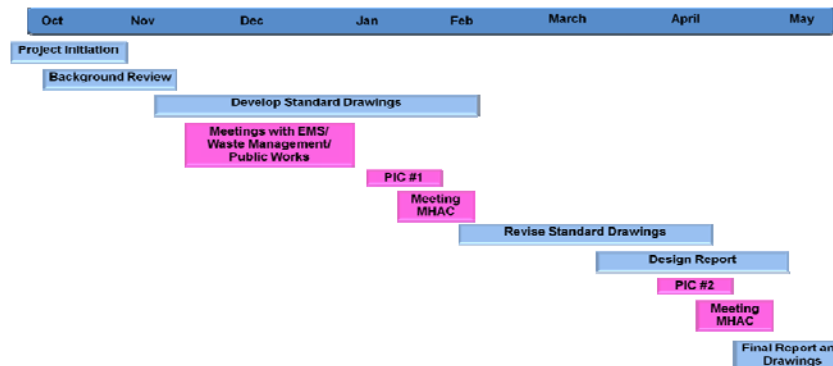 Oct Nov Dec Jan Feb March April May
Project Initiation
Background Review
Develop Standard Drawings
Meetings with EMS/
Waste Management/
Public Works
PIC #1
Meeting
MHAC
Revise Standard Drawings
Design Report
PIC #2
Meeting
MHAC
Final Report an
Drawings